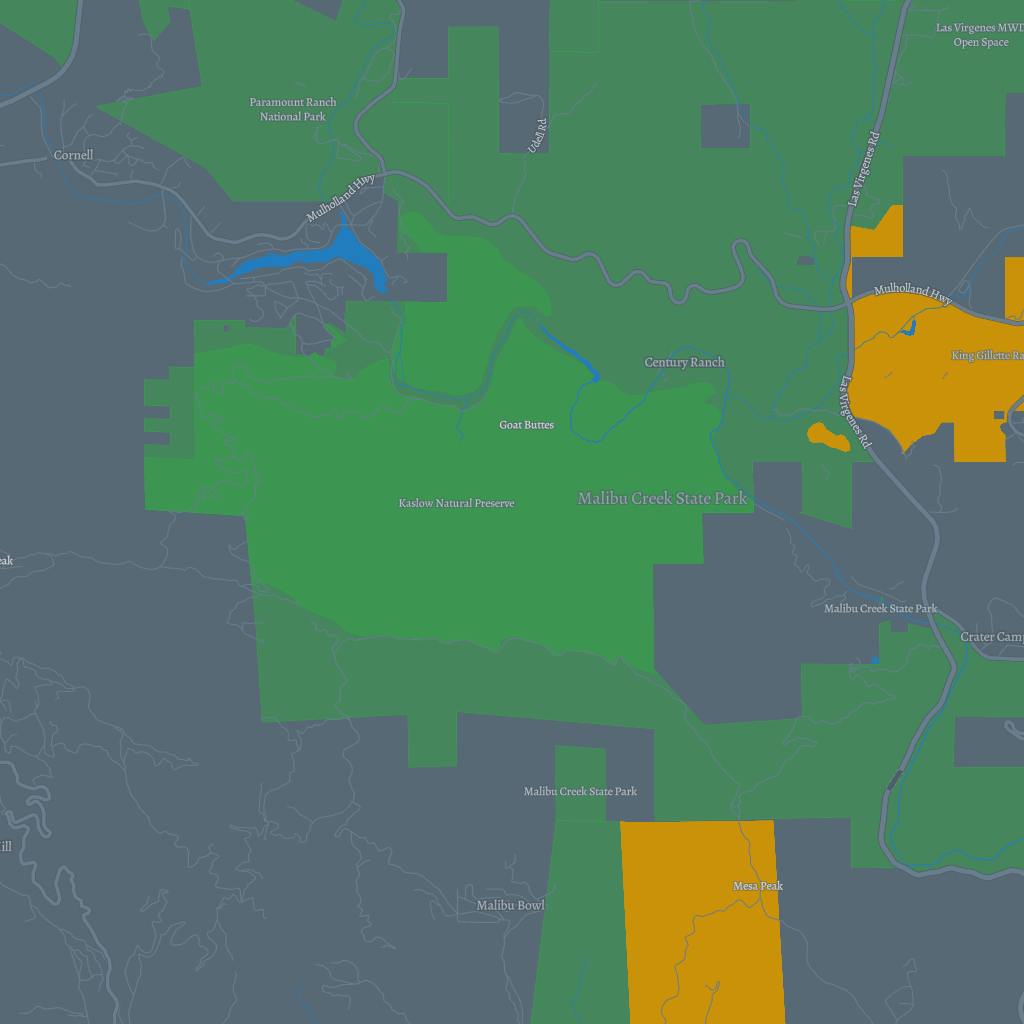 Las Virgenes MWD
Open Space
Paramount Ranch
National Park
Udell Rd
Cornell
Las Virgenes Rd
Mulholland Hwy
Mulholland Hwy
King Gillette Ra
Century Ranch
Las Virgenes Rd
Goat Buttes
Malibu Creek State Park
Kaslow Natural Preserve
eak
Malibu Creek State Park
Crater Camp
Malibu Creek State Park
ill
Mesa Peak
Malibu Bowl